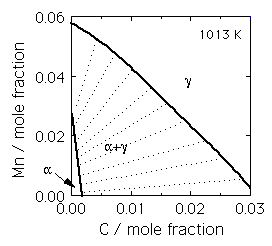 0.06
1013 K
γ
0.04
Mn / mole fraction
0.02
α+γ
α
0.00
0.00 0.01 0.02 0.03
C / mole fraction